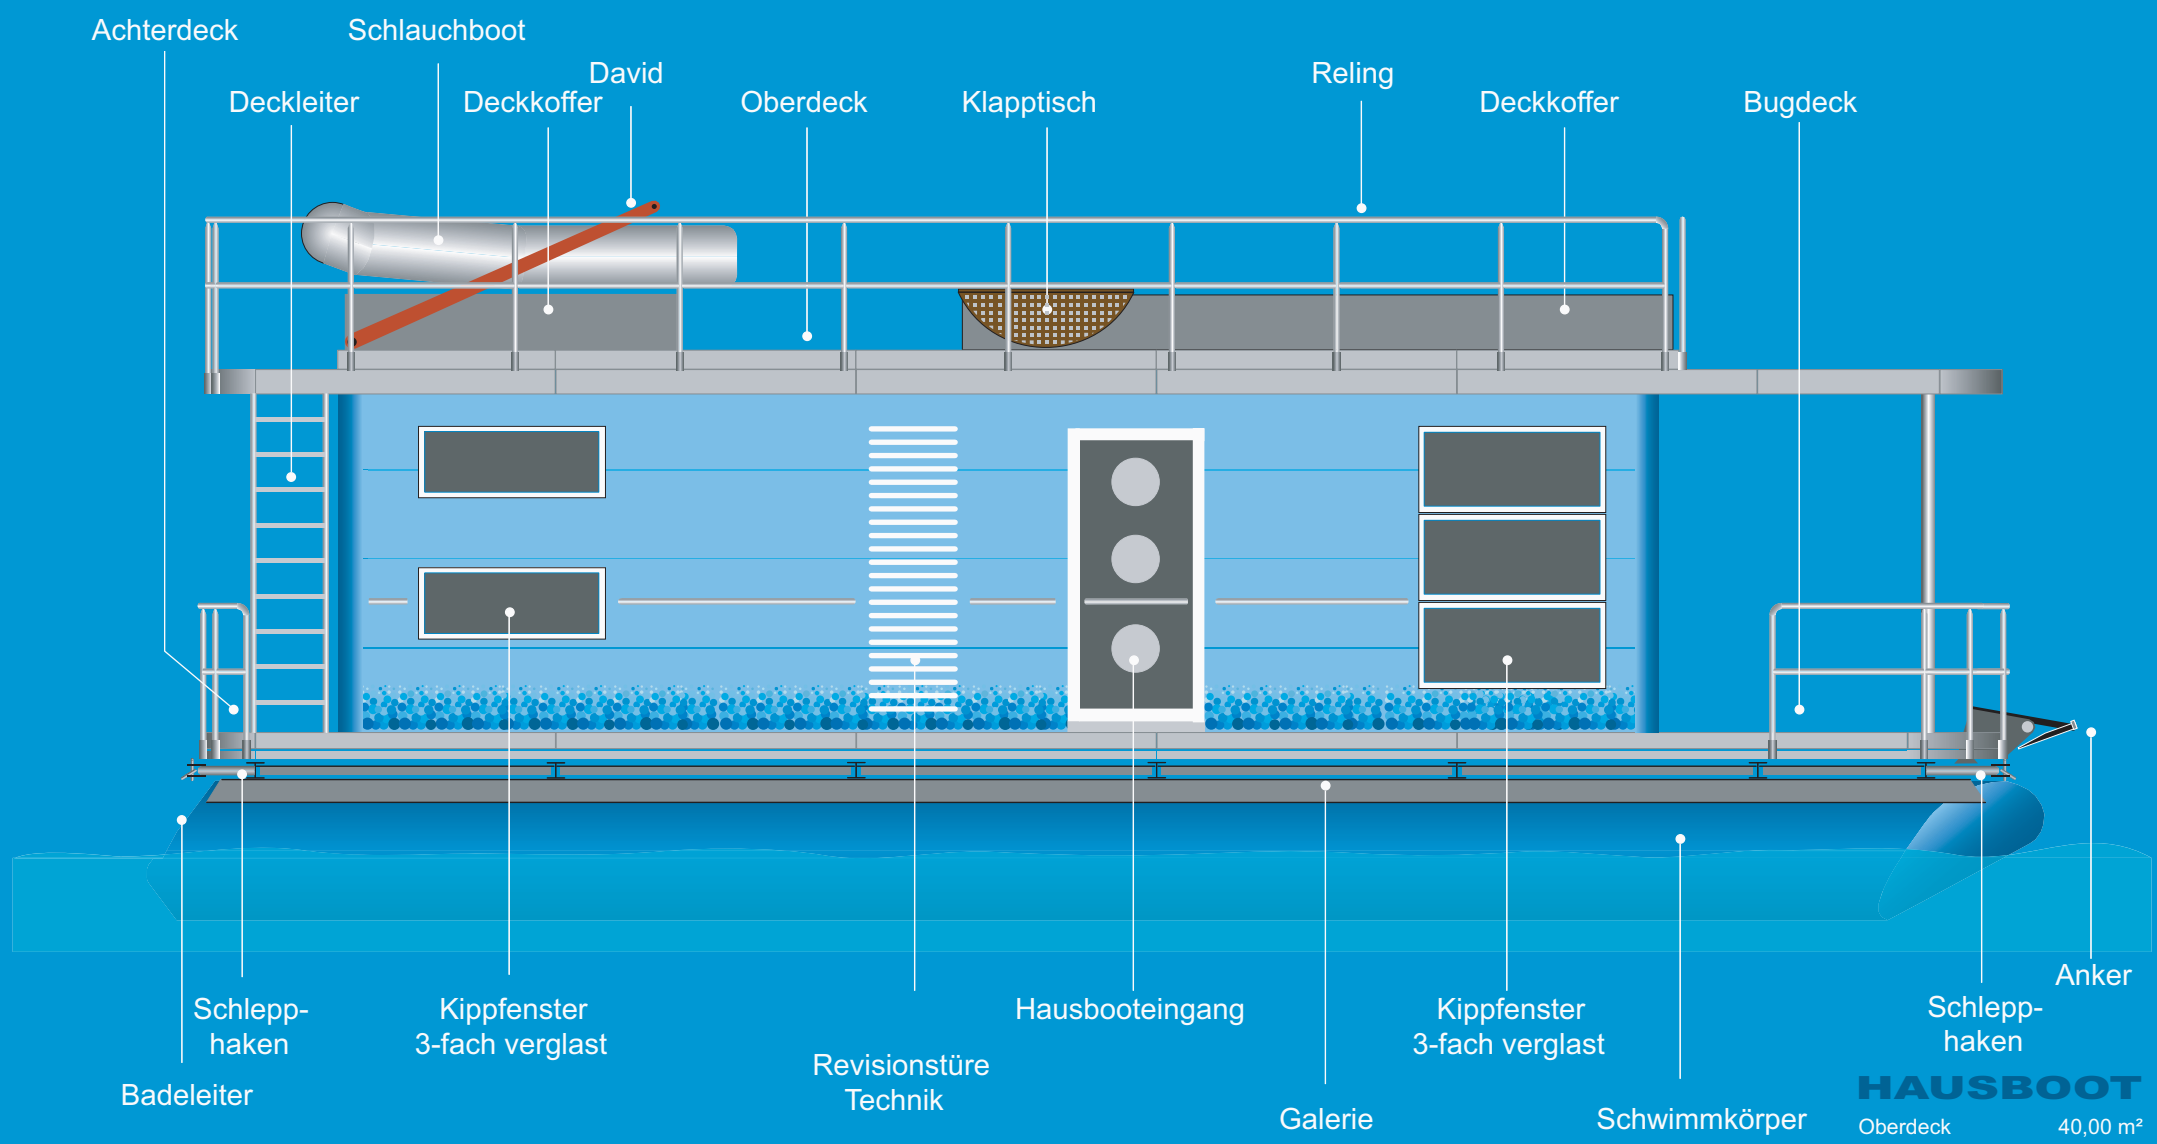 Achterdeck
Schlauchboot
David
Reling
Deckleiter
Deckkoffer
Oberdeck
Klapptisch
Deckkoffer
Bugdeck
Anker
Schlepp-
haken
Kippfenster
3-fach verglast
Hausbooteingang
Kippfenster
3-fach verglast
Schlepp-
haken
Revisionstüre
Technik
Badeleiter
Galerie
Schwimmkörper
HAUSBOOT
Oberdeck 40,00 m²